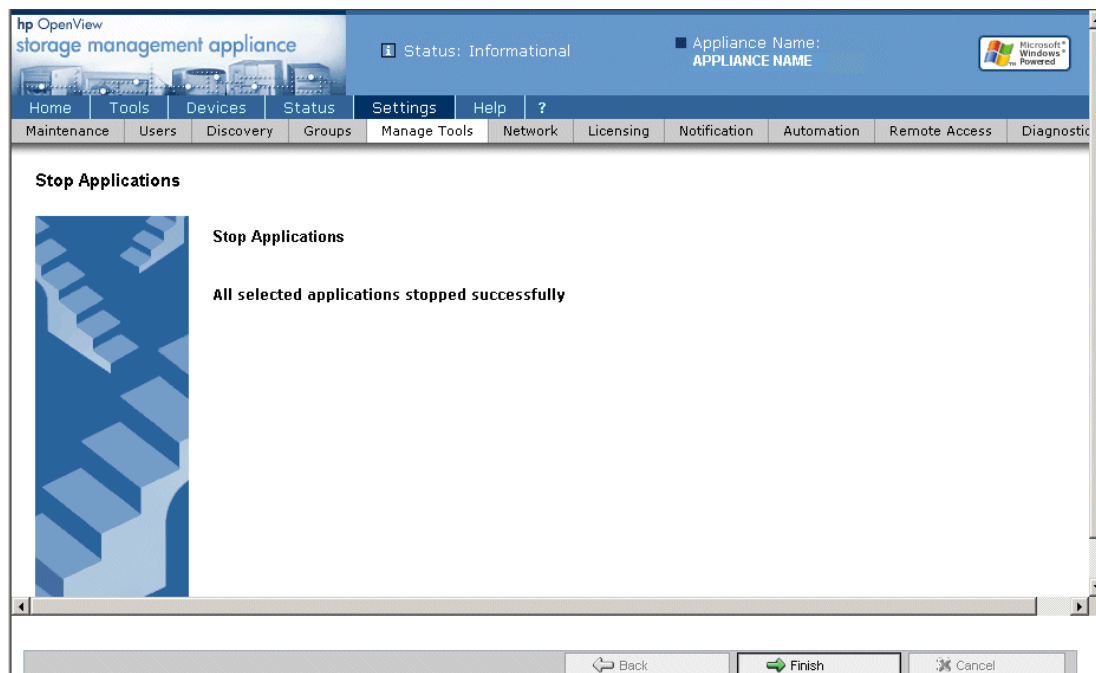 hp OpenView
storage management appliance
Status: Informational
Appliance Name:
APPLIANCE NAME
Microsoft®
Windows®
Powered
Home Tools Devices Status Settings Help ?
Maintenance Users Discovery Groups Manage Tools Network Licensing Notification Automation Remote Access Diagnostic
Stop Applications
Stop Applications
All selected applications stopped successfully
Back Finish Cancel